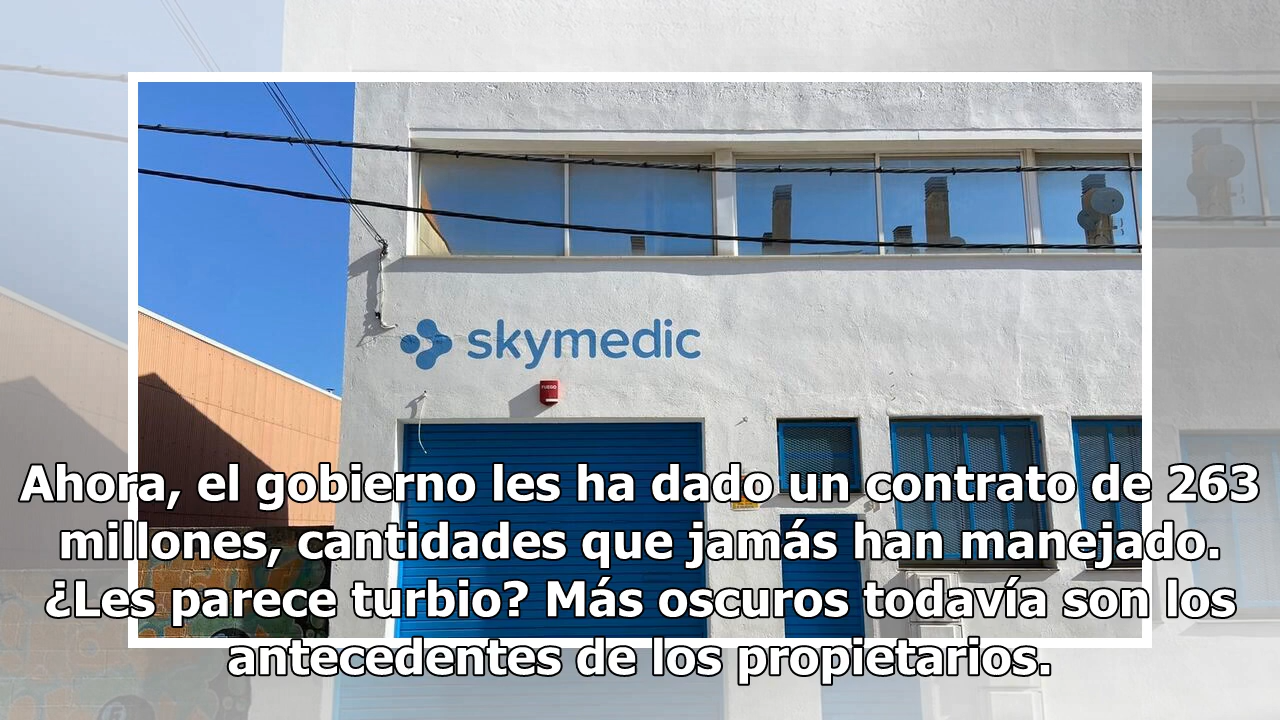 skymedic
FUEGO
Ahora, el gobierno les ha dado un contrato de 263
millones, cantidades que jamás han manejado.
¿Les parece turbio? Más oscuros todavía son los
antecedentes de los propietarios.